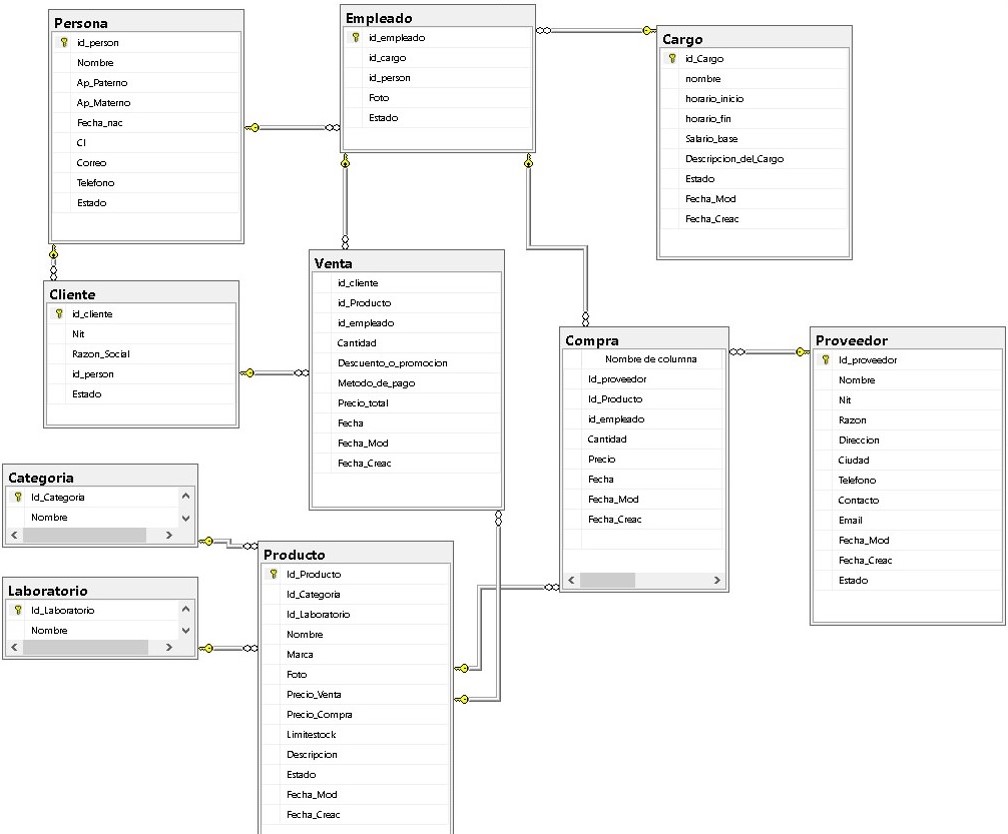 Persona
id_person
Nombre
Ap_Paterno
Ap_Materno
Fecha_nac
CI
Correo
Telefono
Estado
Empleado
id_empleado
id_cargo
id_person
Foto
Estado
Cargo
id_Cargo
nombre
horario_inicio
horario_fin
Salario_base
Descripcion_del_Cargo
Estado
Fecha_Mod
Fecha_Creac
Cliente
id_cliente
Nit
Razon_Social
id_person
Estado
Venta
id_cliente
id_Producto
id_empleado
Cantidad
Descuento_o_promocion
Metodo_de_pago
Precio_total
Fecha
Fecha_Mod
Fecha_Creac
Compra
Nombre de columna
Id_proveedor
Id_Producto
id_empleado
Cantidad
Precio
Fecha
Fecha_Mod
Fecha_Creac
Proveedor
Id_proveedor
Nombre
Nit
Razon
Direccion
Ciudad
Telefono
Contacto
Email
Fecha_Mod
Fecha_Creac
Estado
Categoria
Id_Categoria
Nombre
Laboratorio
Id_Laboratorio
Nombre
Producto
Id_Producto
Id_Categoria
Id_Laboratorio
Nombre
Marca
Foto
Precio_Venta
Precio_Compra
Limitestock
Descripcion
Estado
Fecha_Mod
Fecha_Creac